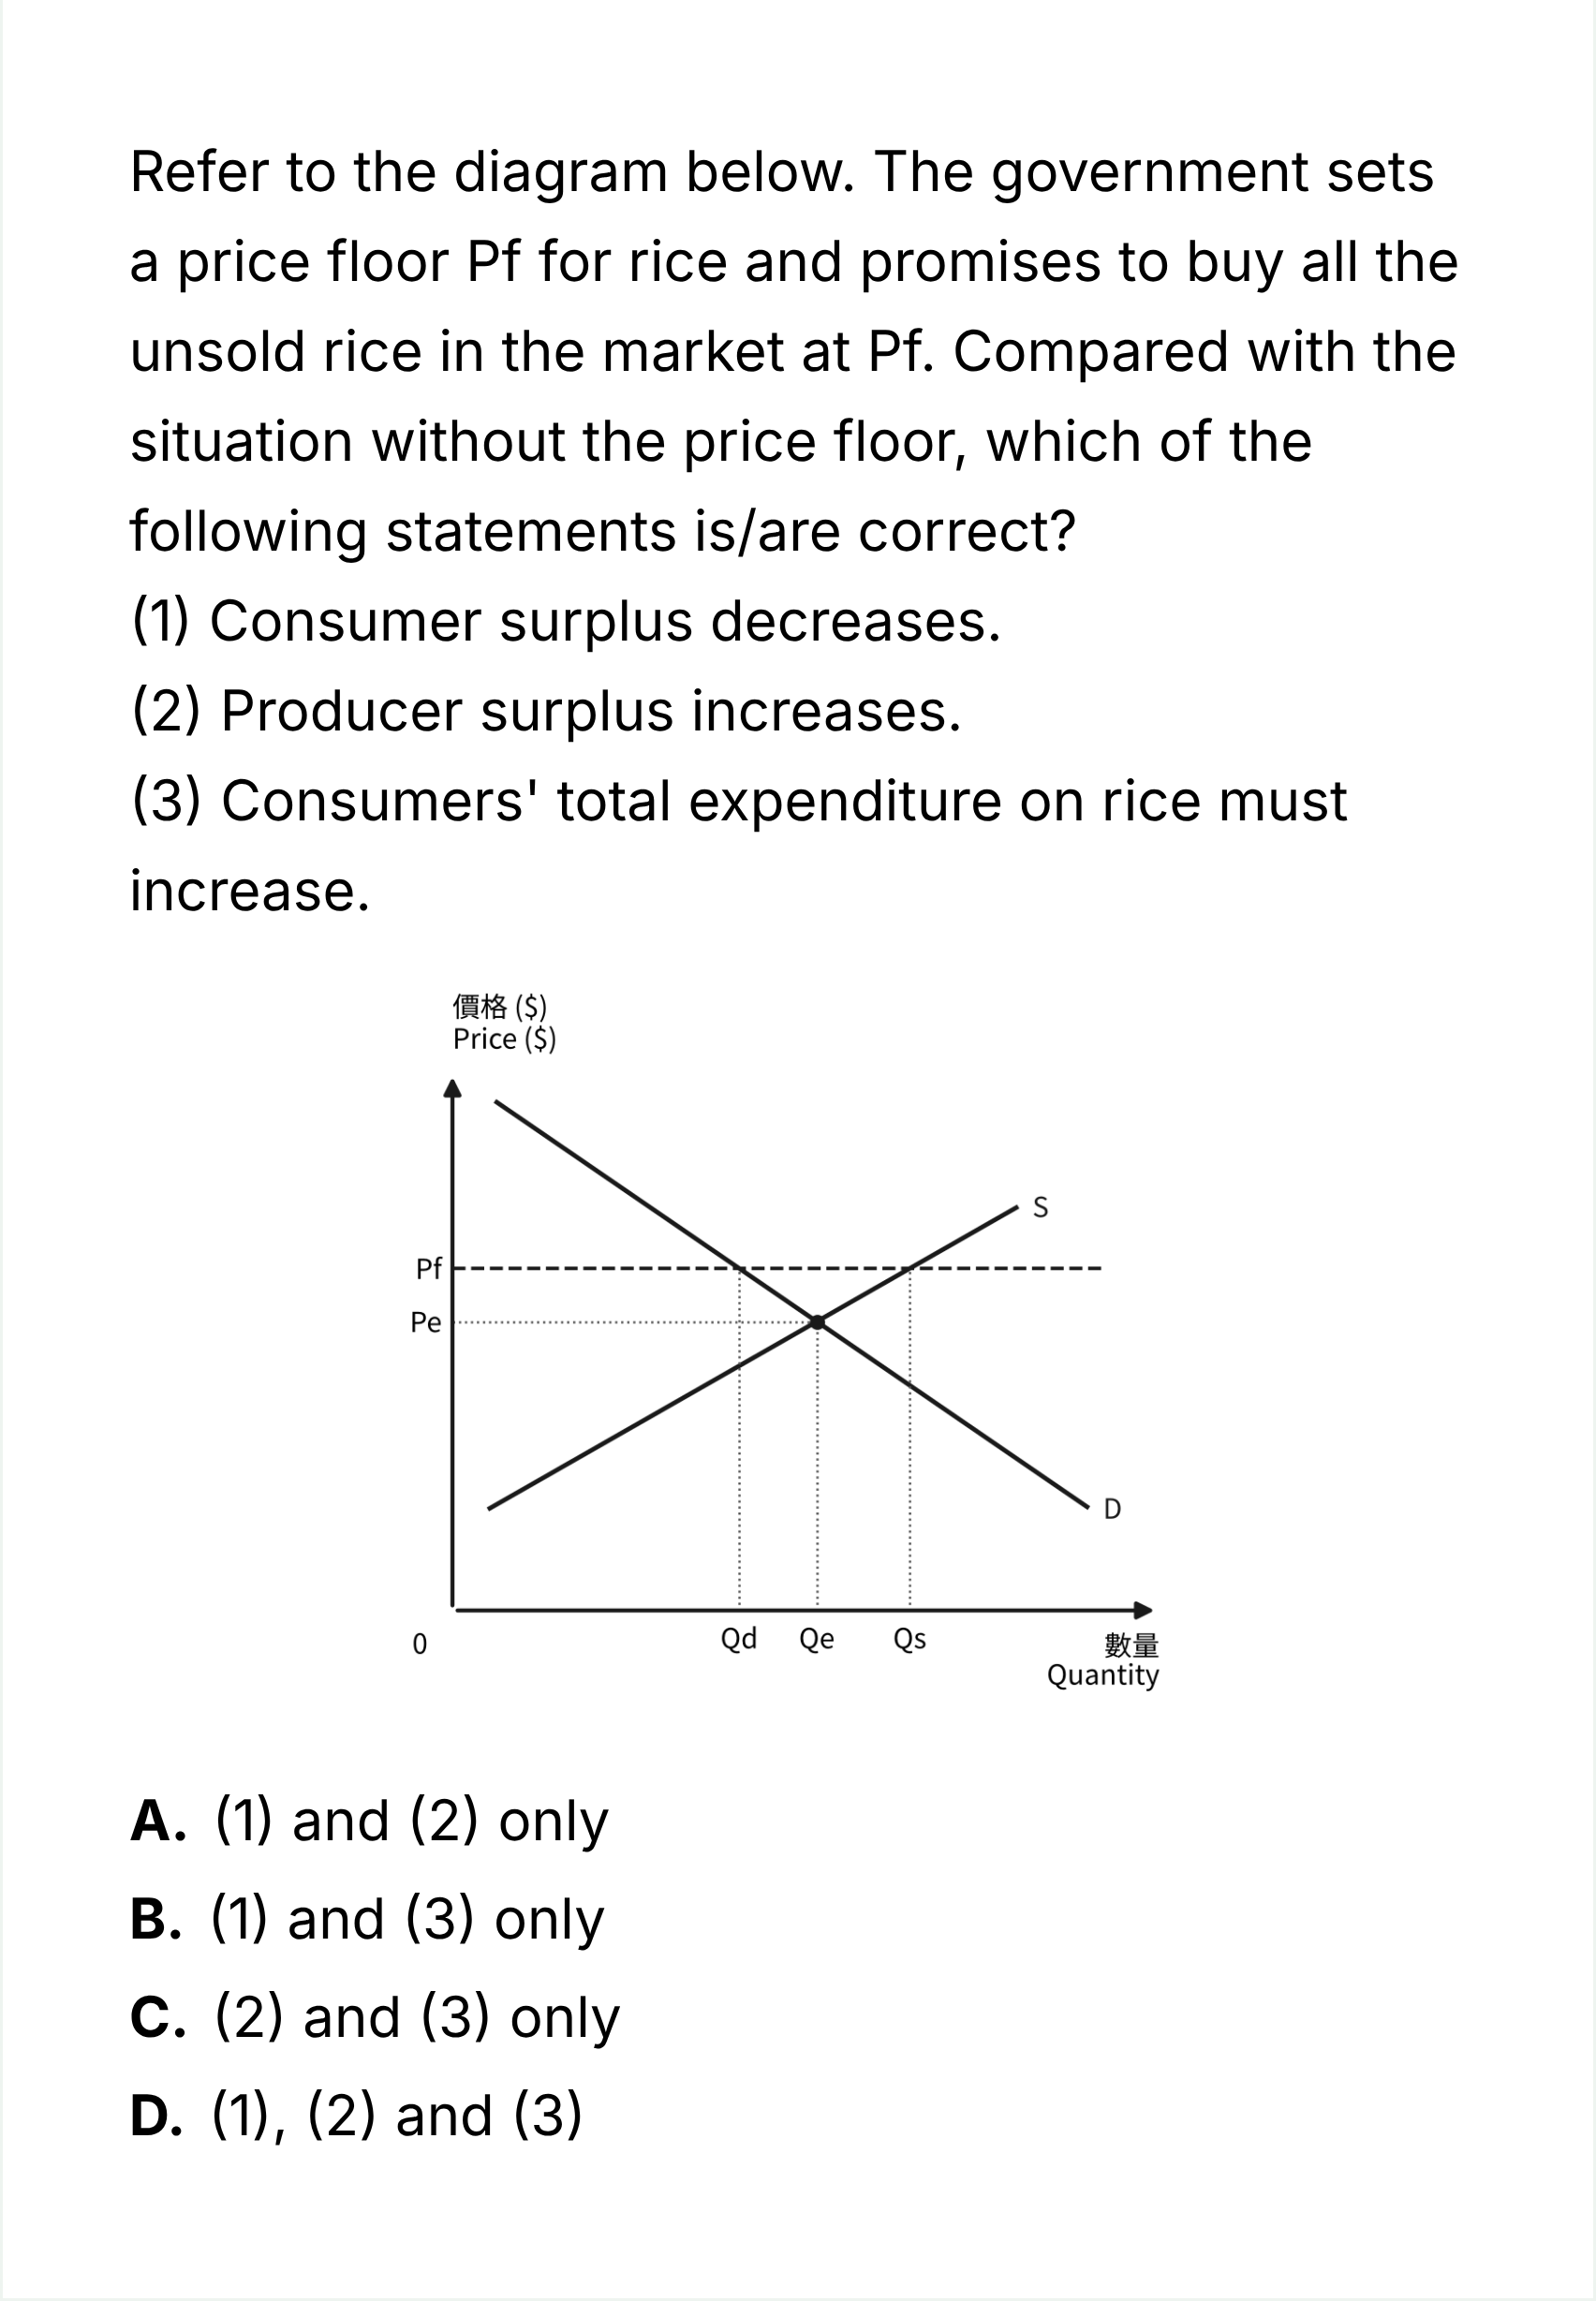 Refer to the diagram below. The government sets
a price floor Pf for rice and promises to buy all the
unsold rice in the market at Pf. Compared with the
situation without the price floor, which of the
following statements is/are correct?
(1) Consumer surplus decreases.
(2) Producer surplus increases.
(3) Consumers' total expenditure on rice must
increase.
價格 ($)
Price ($)
S
Pf
Pe
D
0
Qd
Qe
Qs
數量
Quantity
A. (1) and (2) only
B. (1) and (3) only
C. (2) and (3) only
D. (1), (2) and (3)